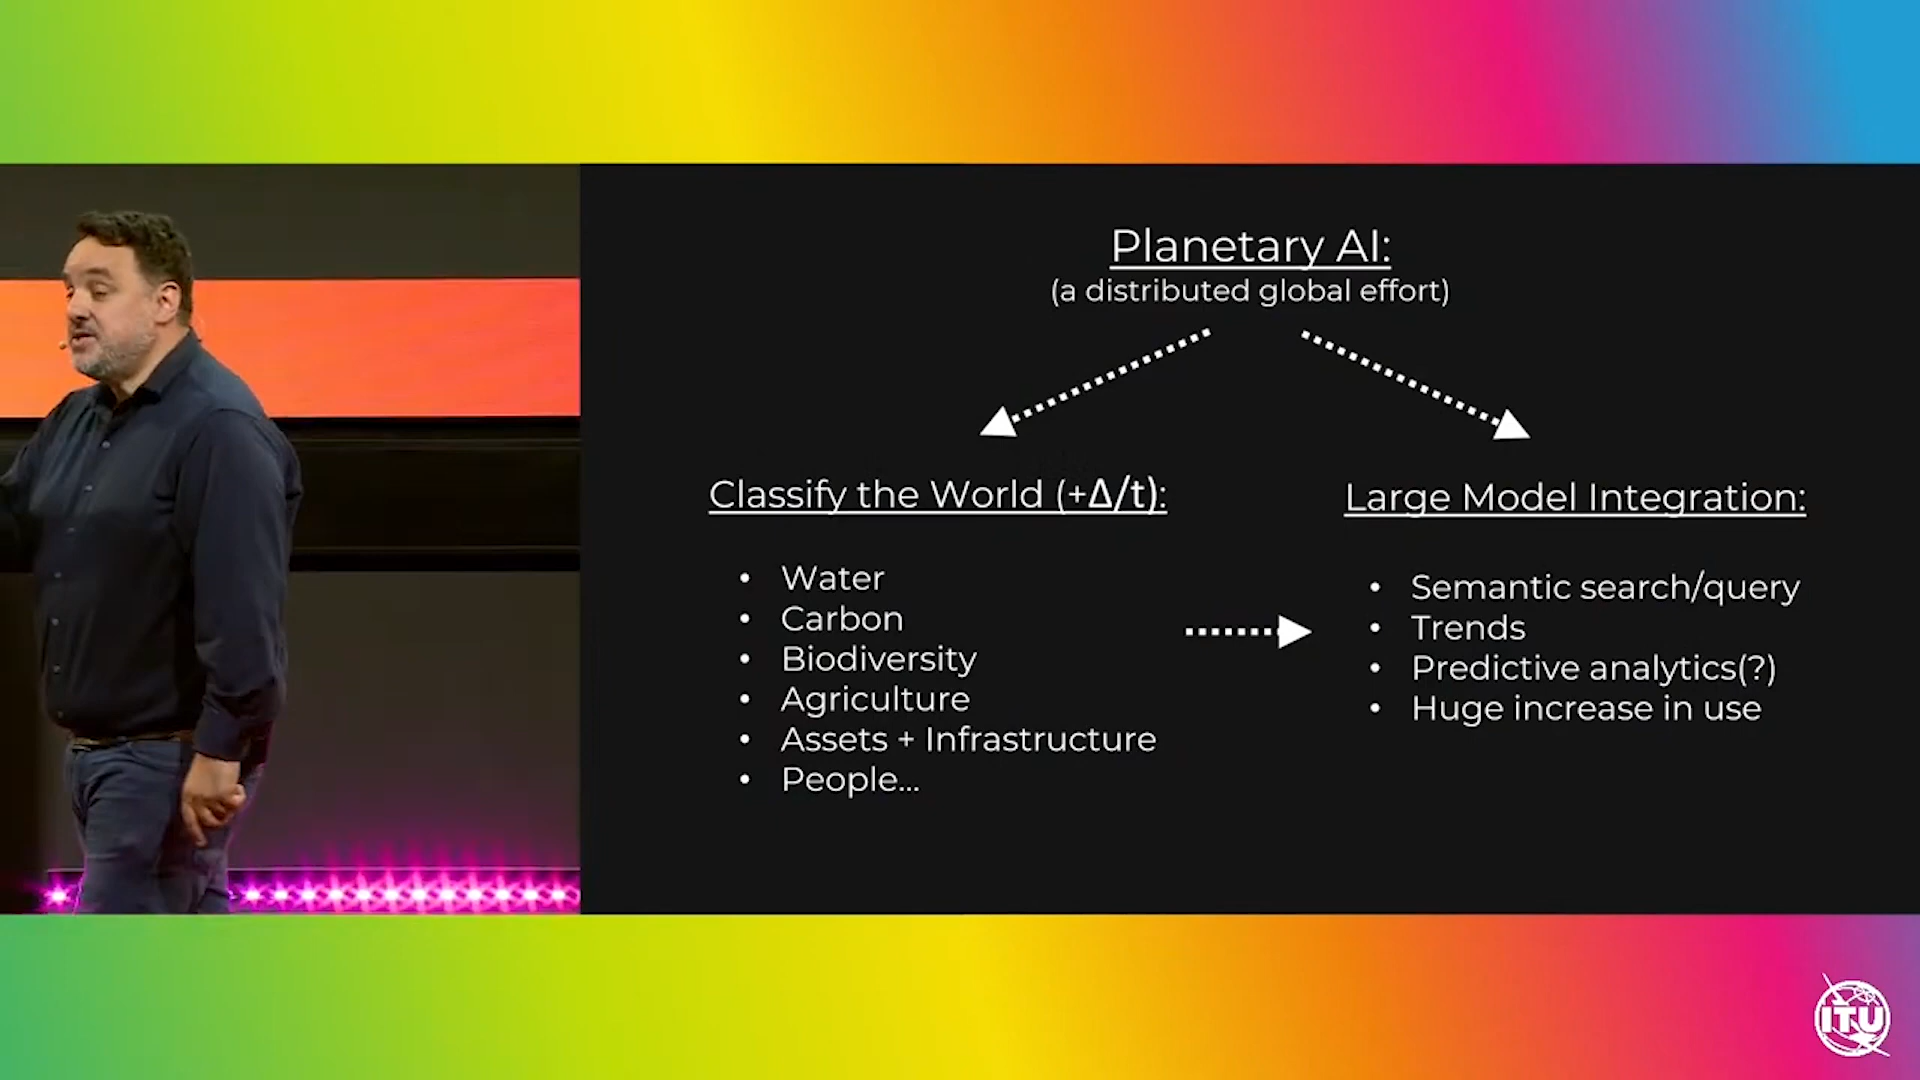 Planetary AI:
(a distributed global effort)
Classify the World (+Δ/t):
• Water
• Carbon
• Biodiversity
• Agriculture
• Assets + Infrastructure
• People...
Large Model Integration:
• Semantic search/query
• Trends
• Predictive analytics(?)
• Huge increase in use
ITU